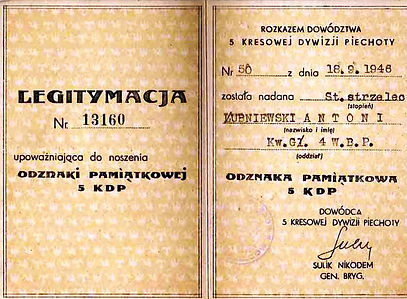 LEGITYMACJA
Nr. 13160
upoważniająca do noszenia
ODZNAKI PAMIĄTKOWEJ
5 KDP
ROZKAZEM DOWÓDZTWA
5 KRESOWEJ DYWIZJI PIECHOTY
Nr 50 z dnia 18.9.1946
została nadana St.strzelec
(stopień)
ŁUBNIEWSKI ANTONI
(nazwisko i imię)
Kw.Gł. 4 W.B.P.
(oddział)
ODZNAKA PAMIĄTKOWA
5 KDP
DOWÓDCA
5 KRESOWEJ DYWIZJI PIECHOTY
SULIK NIKODEM
GEN. BRYG.